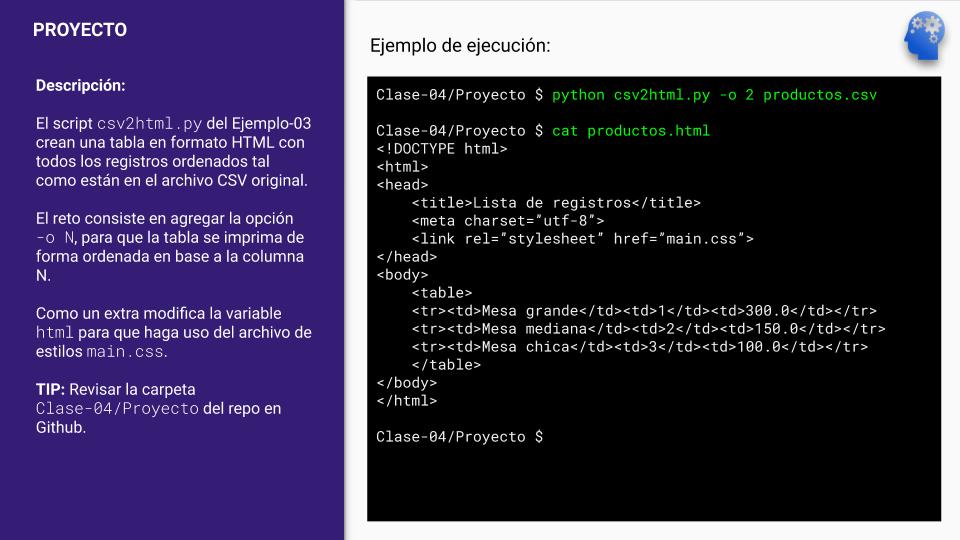 PROYECTO
Descripción:
El script csv2html.py del Ejemplo-03
crean una tabla en formato HTML con
todos los registros ordenados tal
como están en el archivo CSV original.
El reto consiste en agregar la opción
-o N, para que la tabla se imprima de
forma ordenada en base a la columna
N.
Como un extra modifica la variable
html para que haga uso del archivo de
estilos main.css.
TIP: Revisar la carpeta
Clase-04/Proyecto del repo en
Github.
Ejemplo de ejecución:
Clase-04/Proyecto $ python csv2html.py -o 2 productos.csv
Clase-04/Proyecto $ cat productos.html
<!DOCTYPE html>
<html>
<head>
    <title>Lista de registros</title>
    <meta charset=”utf-8”>
    <link rel=“stylesheet” href=”main.css”>
</head>
<body>
    <table>
    <tr><td>Mesa grande</td><td>1</td><td>300.0</td></tr>
    <tr><td>Mesa mediana</td><td>2</td><td>150.0</td></tr>
    <tr><td>Mesa chica</td><td>3</td><td>100.0</td></tr>
    </table>
</body>
</html>
Clase-04/Proyecto $